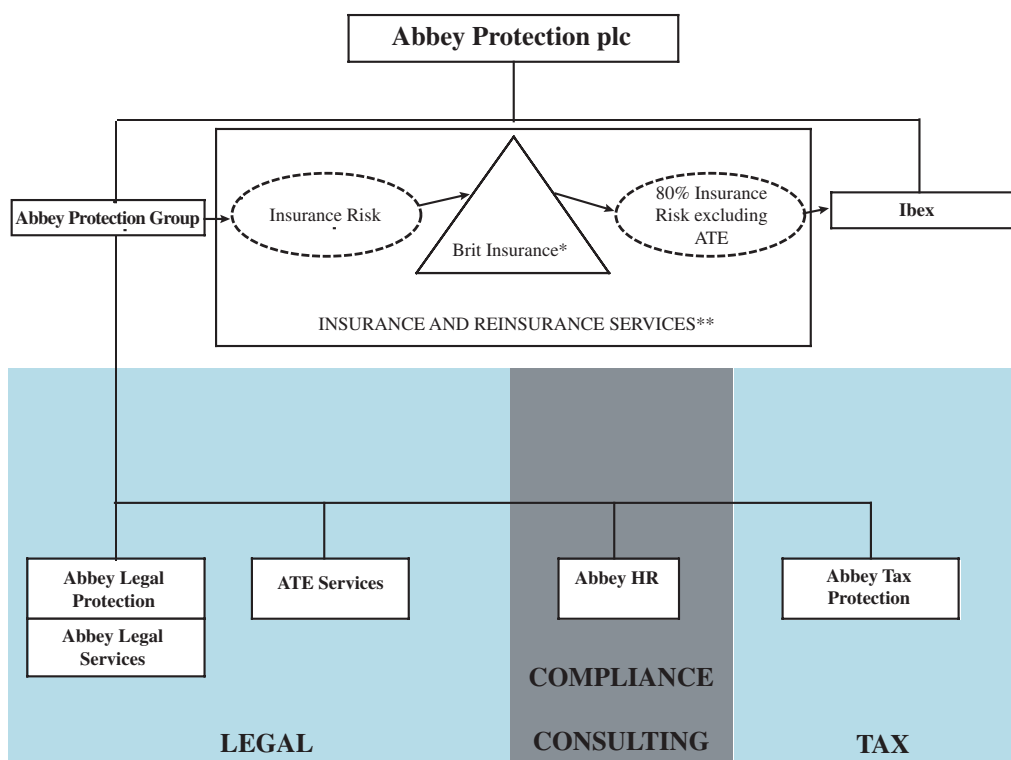 Abbey Protection plc
Abbey Protection Group
Insurance Risk
Brit Insurance*
80% Insurance
Risk excluding
ATE
Ibex
INSURANCE AND REINSURANCE SERVICES**
Abbey Legal
Protection
Abbey Legal
Services
ATE Services
Abbey HR
Abbey Tax
Protection
COMPLIANCE
LEGAL
CONSULTING
TAX